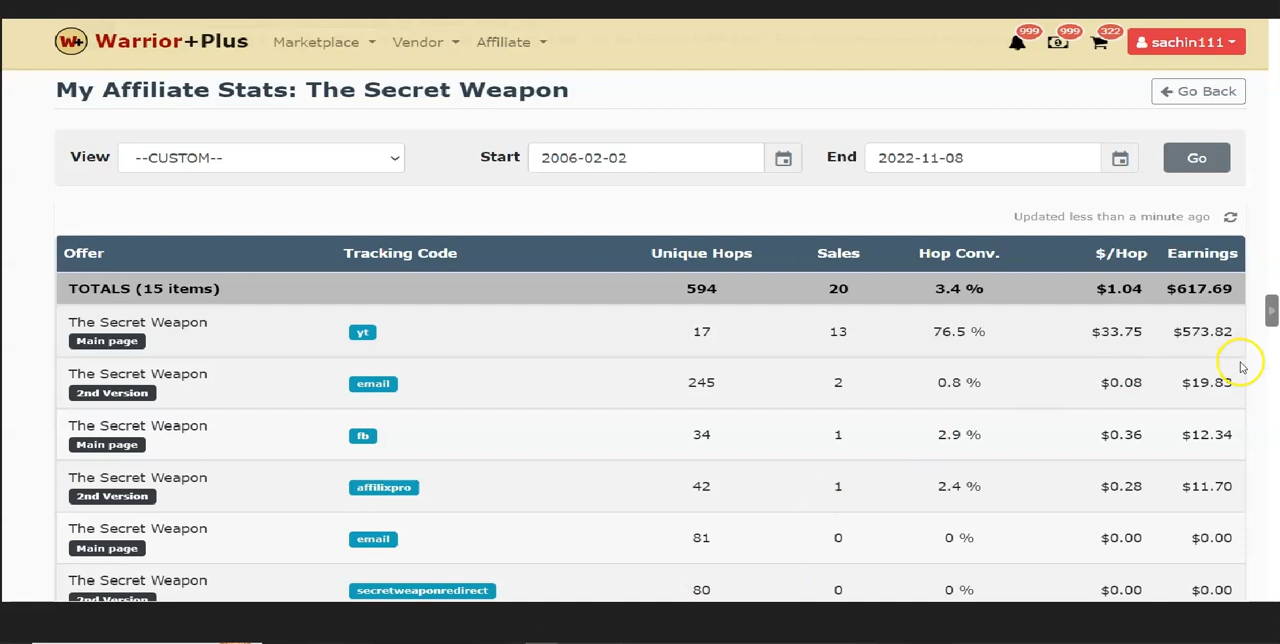 Warrior+Plus Marketplace Vendor Affiliate 999 999 322 sachin111
My Affiliate Stats: The Secret Weapon Go Back
View --CUSTOM-- Start 2006-02-02 End 2022-11-08 Go
Updated less than a minute ago
Offer Tracking Code Unique Hops Sales Hop Conv. $/Hop Earnings
TOTALS (15 items) 594 20 3.4 % $1.04 $617.69
The Secret Weapon
Main page yt 17 13 76.5 % $33.75 $573.82
The Secret Weapon
2nd Version email 245 2 0.8 % $0.08 $19.83
The Secret Weapon
Main page fb 34 1 2.9 % $0.36 $12.34
The Secret Weapon
2nd Version affilixpro 42 1 2.4 % $0.28 $11.70
The Secret Weapon
Main page email 81 0 0 % $0.00 $0.00
The Secret Weapon
2nd Version secretweaponredirect 80 0 0 % $0.00 $0.00